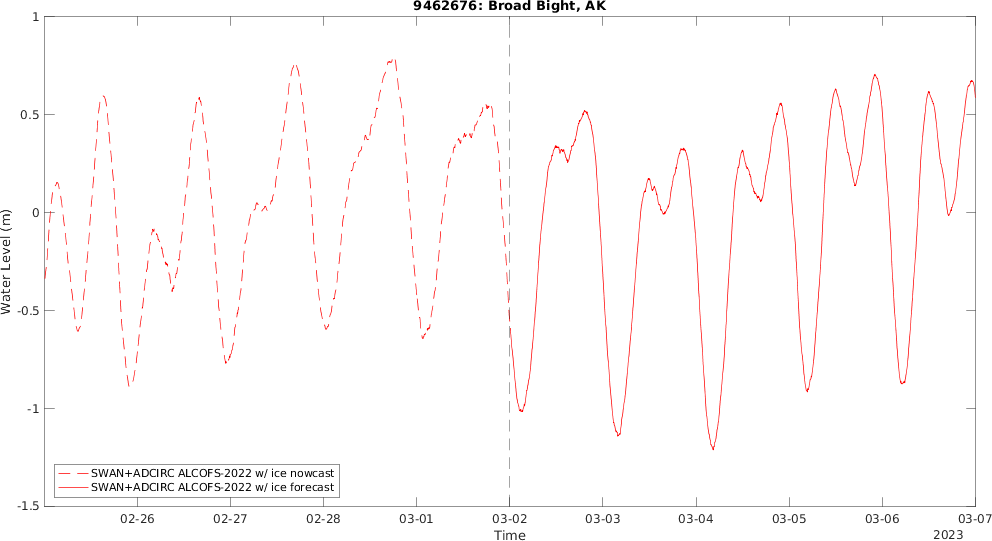 9462676: Broad Bight, AK
1
0.5
0
-0.5
-1
-1.5
Water Level (m)
SWAN+ADCIRC ALCOFS-2022 w/ ice nowcast
SWAN+ADCIRC ALCOFS-2022 w/ ice forecast
02-26 02-27 02-28 03-01 03-02 03-03 03-04 03-05 03-06 03-07
Time
2023